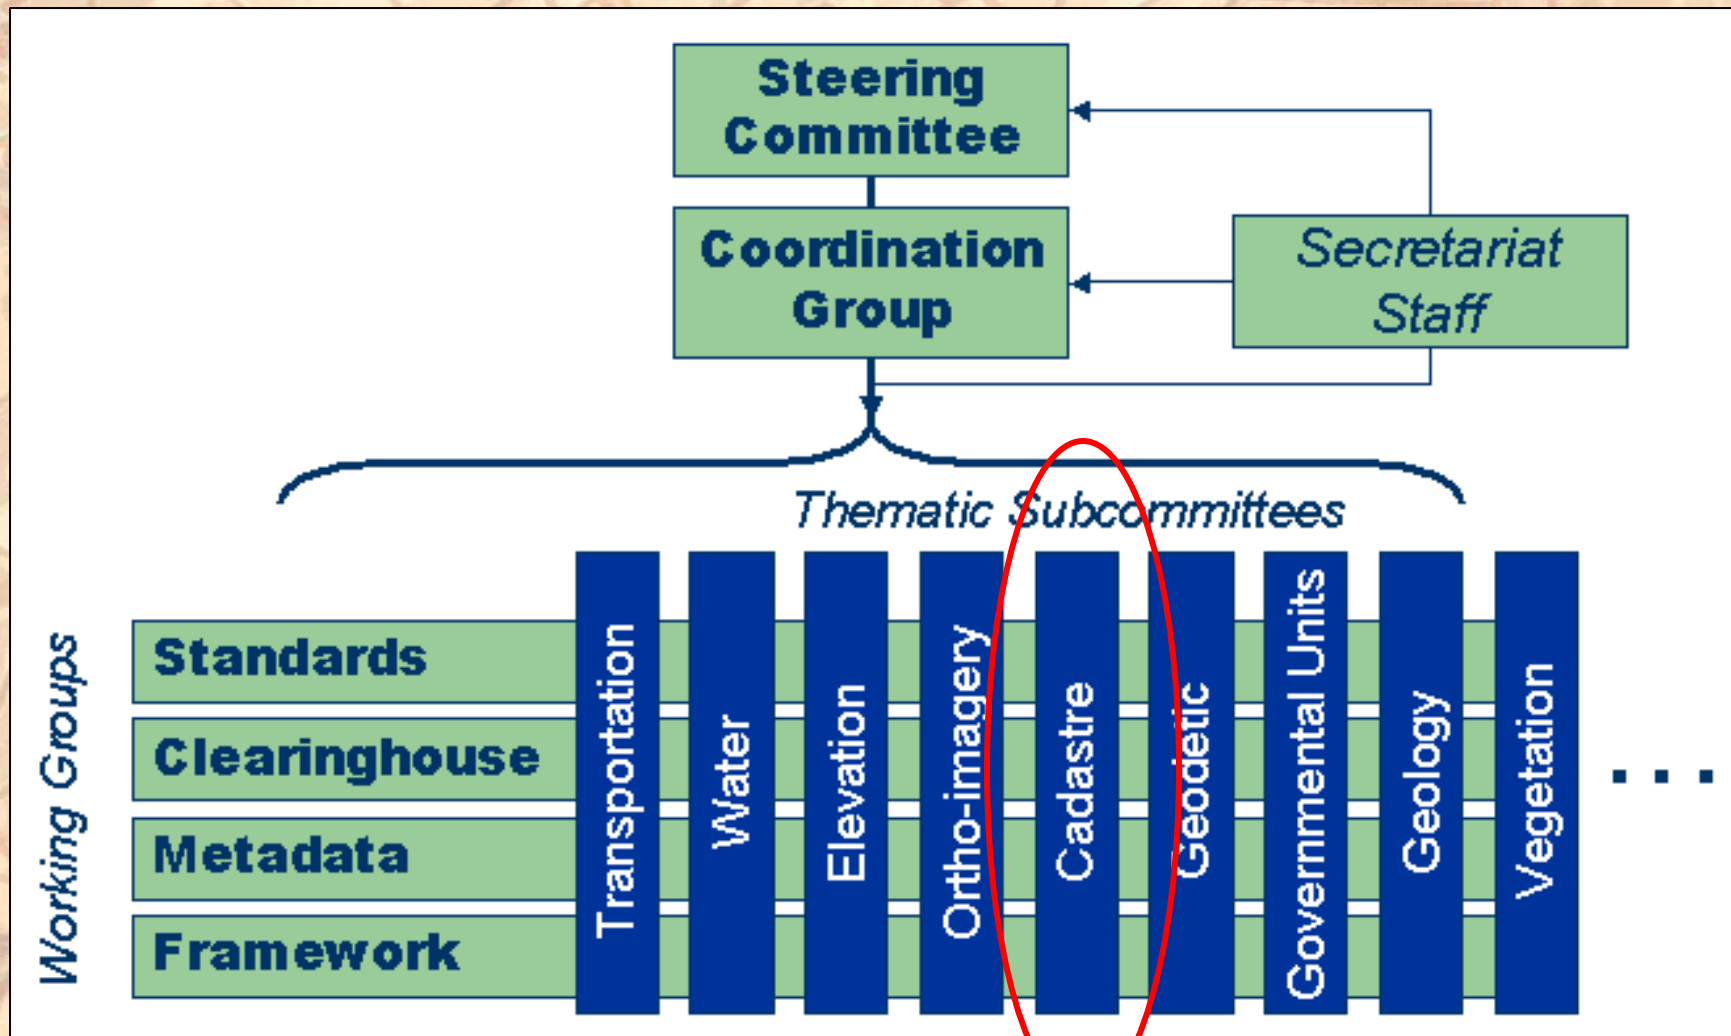 Steering
Committee
Coordination
Group
Secretariat
Staff
Thematic Subcommittees
Working Groups
Standards
Clearinghouse
Metadata
Framework
Transportation
Water
Elevation
Ortho-imagery
Cadastre
Geodetic
Governmental Units
Geology
Vegetation
...